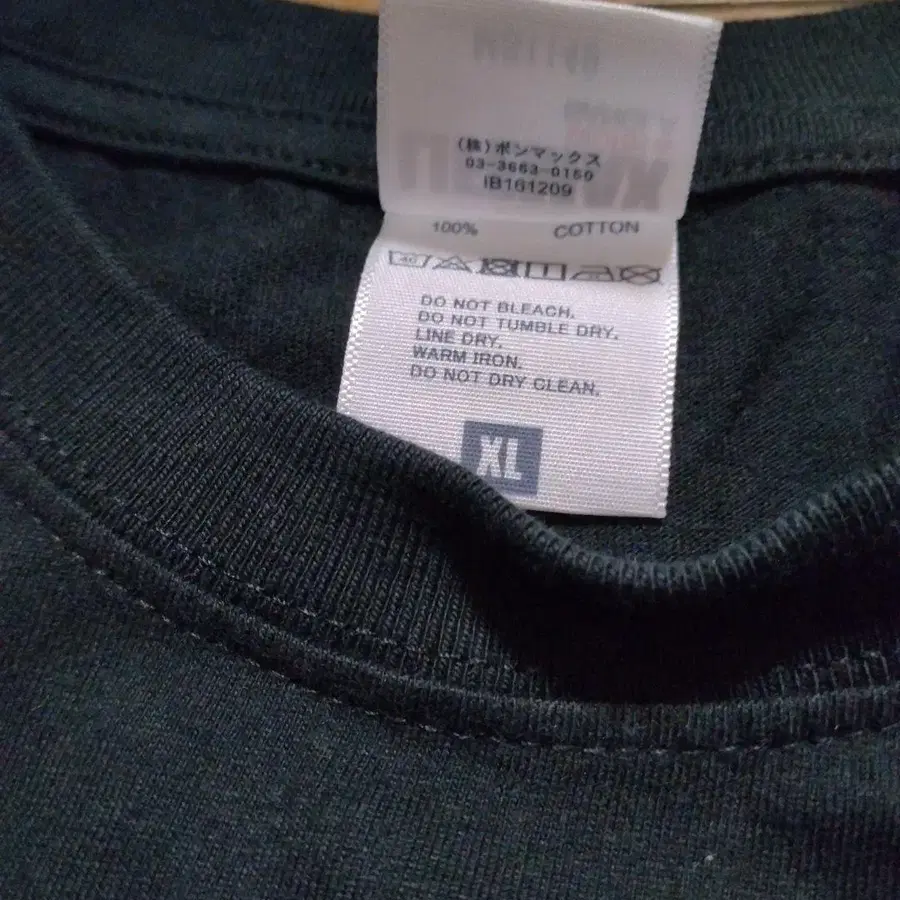 (株)ボンマックス
03-3663-0150
IB161209
100% COTTON
40
DO NOT BLEACH.
DO NOT TUMBLE DRY.
LINE DRY.
WARM IRON.
DO NOT DRY CLEAN.
XL